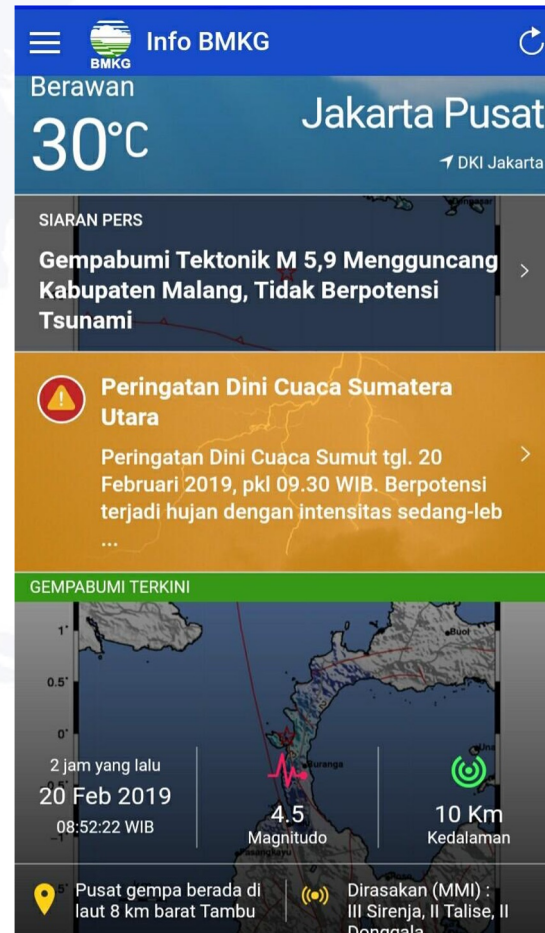 Info BMKG
BMKG
Berawan
30°C
Jakarta Pusat
DKI Jakarta
SIARAN PERS
Gempabumi Tektonik M 5,9 Mengguncang
Kabupaten Malang, Tidak Berpotensi
Tsunami
Peringatan Dini Cuaca Sumatera
Utara
Peringatan Dini Cuaca Sumut tgl. 20
Februari 2019, pkl 09.30 WIB. Berpotensi
terjadi hujan dengan intensitas sedang-leb
...
GEMPABUMI TERKINI
1°
Buol
0.5°
0°
Una
Buranga
2 jam yang lalu
20 Feb 2019
08:52:22 WIB
4.5
Magnitudo
10 Km
Kedalaman
Pasangkayu
Pusat gempa berada di
laut 8 km barat Tambu
Dirasakan (MMI) :
III Sirenja, II Talise, II
Donggala